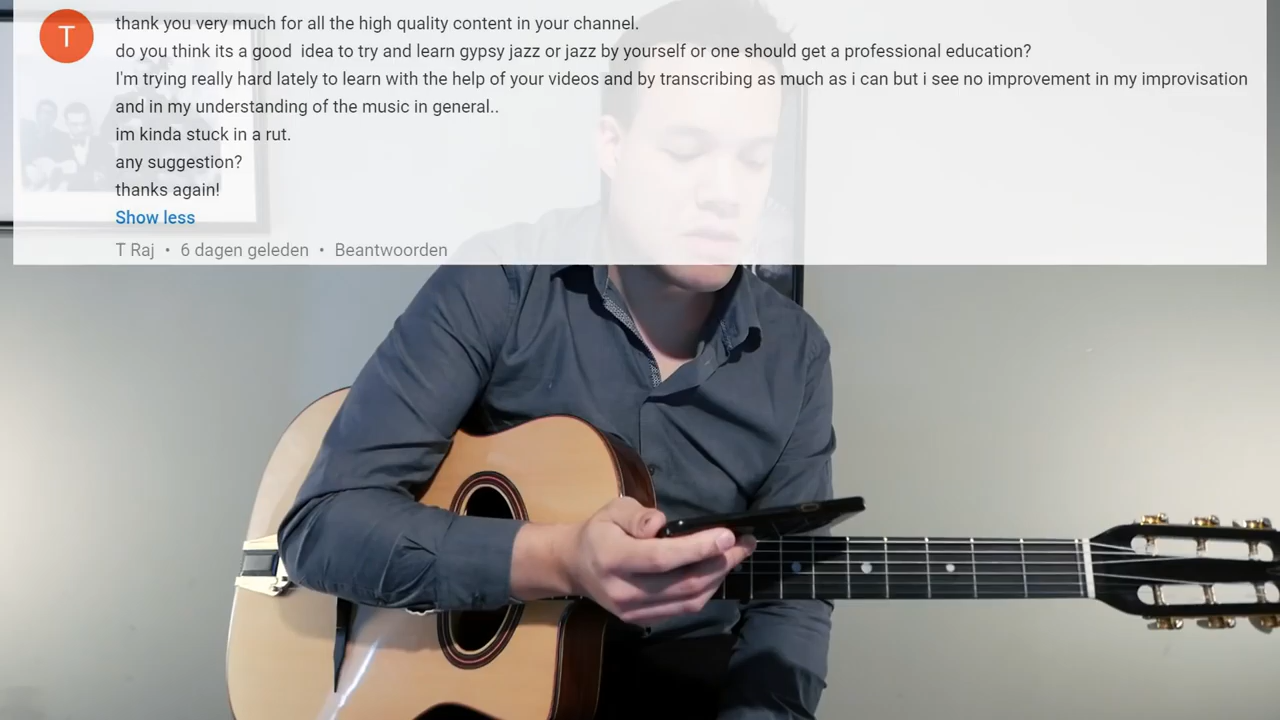 T
thank you very much for all the high quality content in your channel.
do you think its a good  idea to try and learn gypsy jazz or jazz by yourself or one should get a professional education?
I'm trying really hard lately to learn with the help of your videos and by transcribing as much as i can but i see no improvement in my improvisation
and in my understanding of the music in general..
im kinda stuck in a rut.
any suggestion?
thanks again!
Show less
T Raj • 6 dagen geleden • Beantwoorden